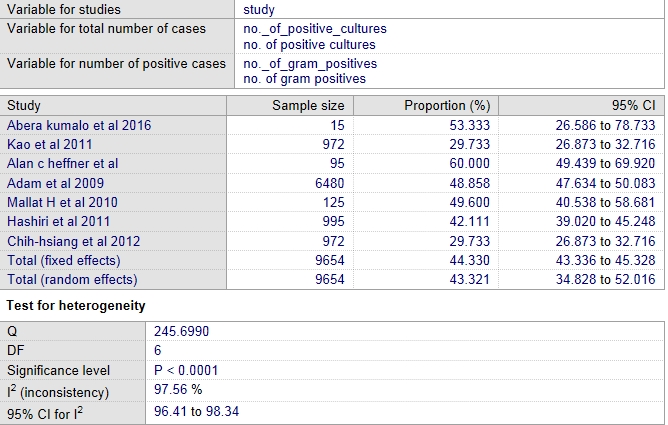 Variable for studies study
Variable for total number of cases no._of_positive_cultures
no. of positive cultures
Variable for number of positive cases no._of_gram_positives
no. of gram positives
Study Sample size Proportion (%) 95% CI
Abera kumalo et al 2016 15 53.333 26.586 to 78.733
Kao et al 2011 972 29.733 26.873 to 32.716
Alan c heffner et al 95 60.000 49.439 to 69.920
Adam et al 2009 6480 48.858 47.634 to 50.083
Mallat H et al 2010 125 49.600 40.538 to 58.681
Hashiri et al 2011 995 42.111 39.020 to 45.248
Chih-hsiang et al 2012 972 29.733 26.873 to 32.716
Total (fixed effects) 9654 44.330 43.336 to 45.328
Total (random effects) 9654 43.321 34.828 to 52.016
Test for heterogeneity
Q 245.6990
DF 6
Significance level P < 0.0001
I² (inconsistency) 97.56 %
95% CI for I² 96.41 to 98.34